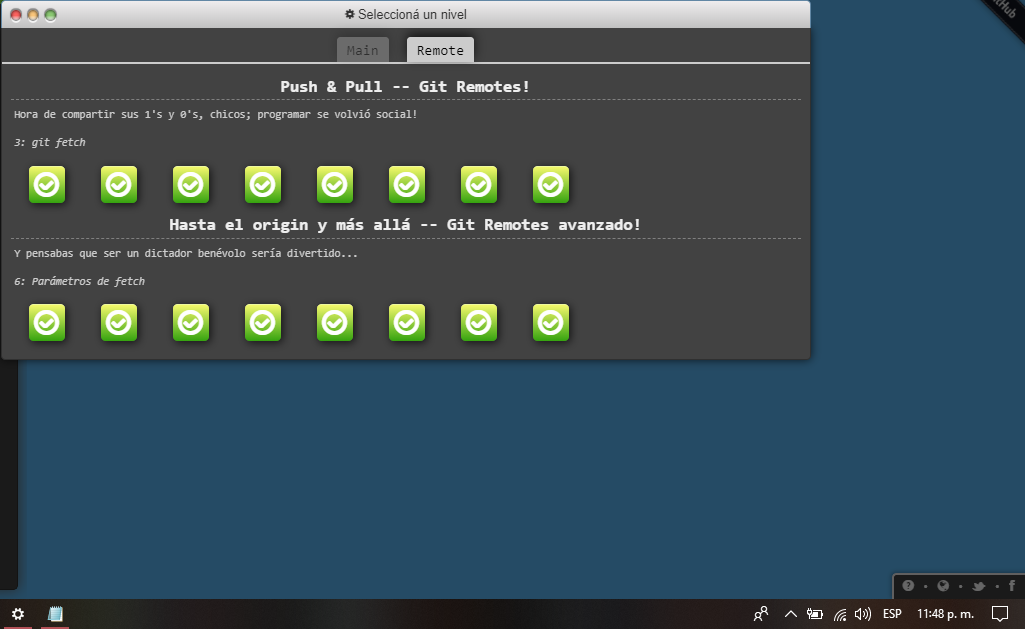 Seleccioná un nivel
Main
Remote
Push & Pull -- Git Remotes!
Hora de compartir sus 1's y 0's, chicos; programar se volvió social!
3: git fetch
Hasta el origin y más allá -- Git Remotes avanzado!
Y pensabas que ser un dictador benévolo sería divertido...
6: Parámetros de fetch
ESP
11:48 p. m.